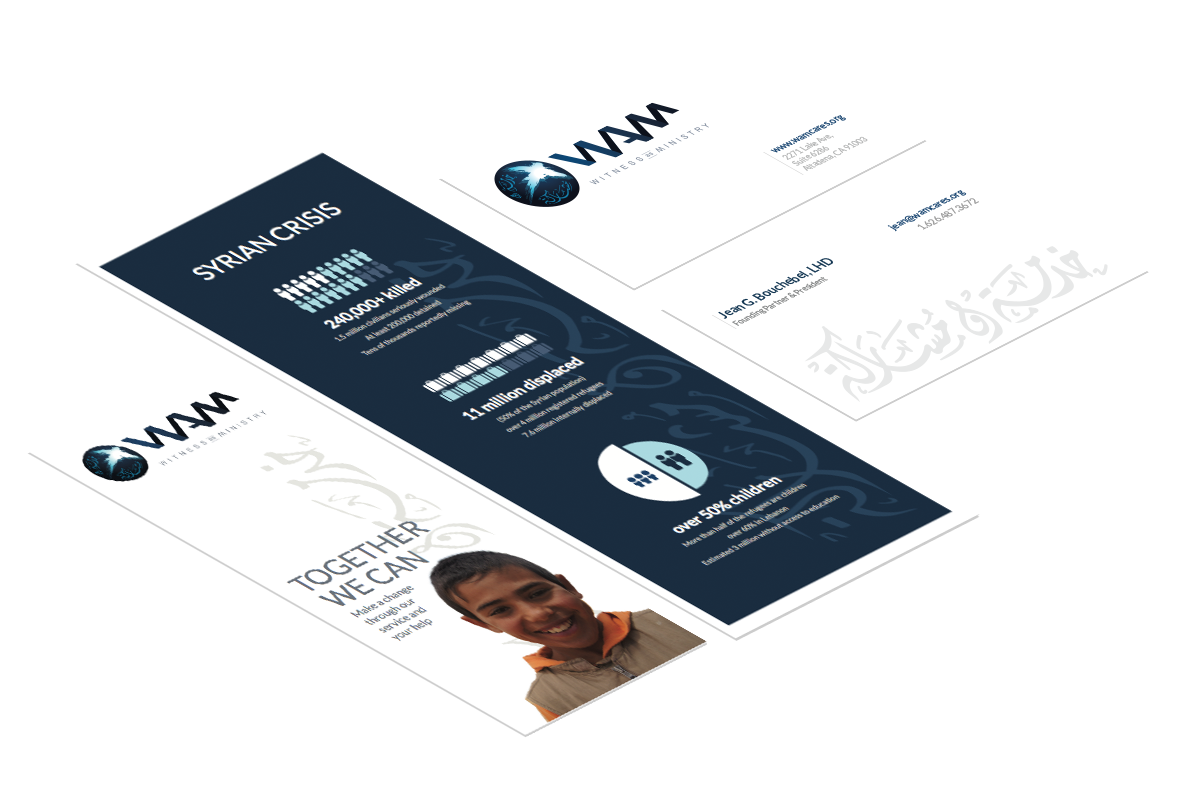 WAM
WITNESS AS MINISTRY
www.wamcares.org
2271 Lake Ave.
Suite 6286
Altadena, CA 91003
jean@wamcares.org
1.626.487.3672
Jean G. Bouchebel, LHD
Founding Partner & President
SYRIAN CRISIS
240,000+ killed
1.5 million civilians seriously wounded
At least 200,000 detained
Tens of thousands reportedly missing
11 million displaced
(50% of the Syrian population)
over 4 million registered refugees
7.6 million internally displaced
over 50% children
More than half of the refugees are children
over 60% in Lebanon
Estimated 3 million without access to education
WAM
WITNESS AS MINISTRY
TOGETHER
WE CAN
Make a change
through our
service and
your help